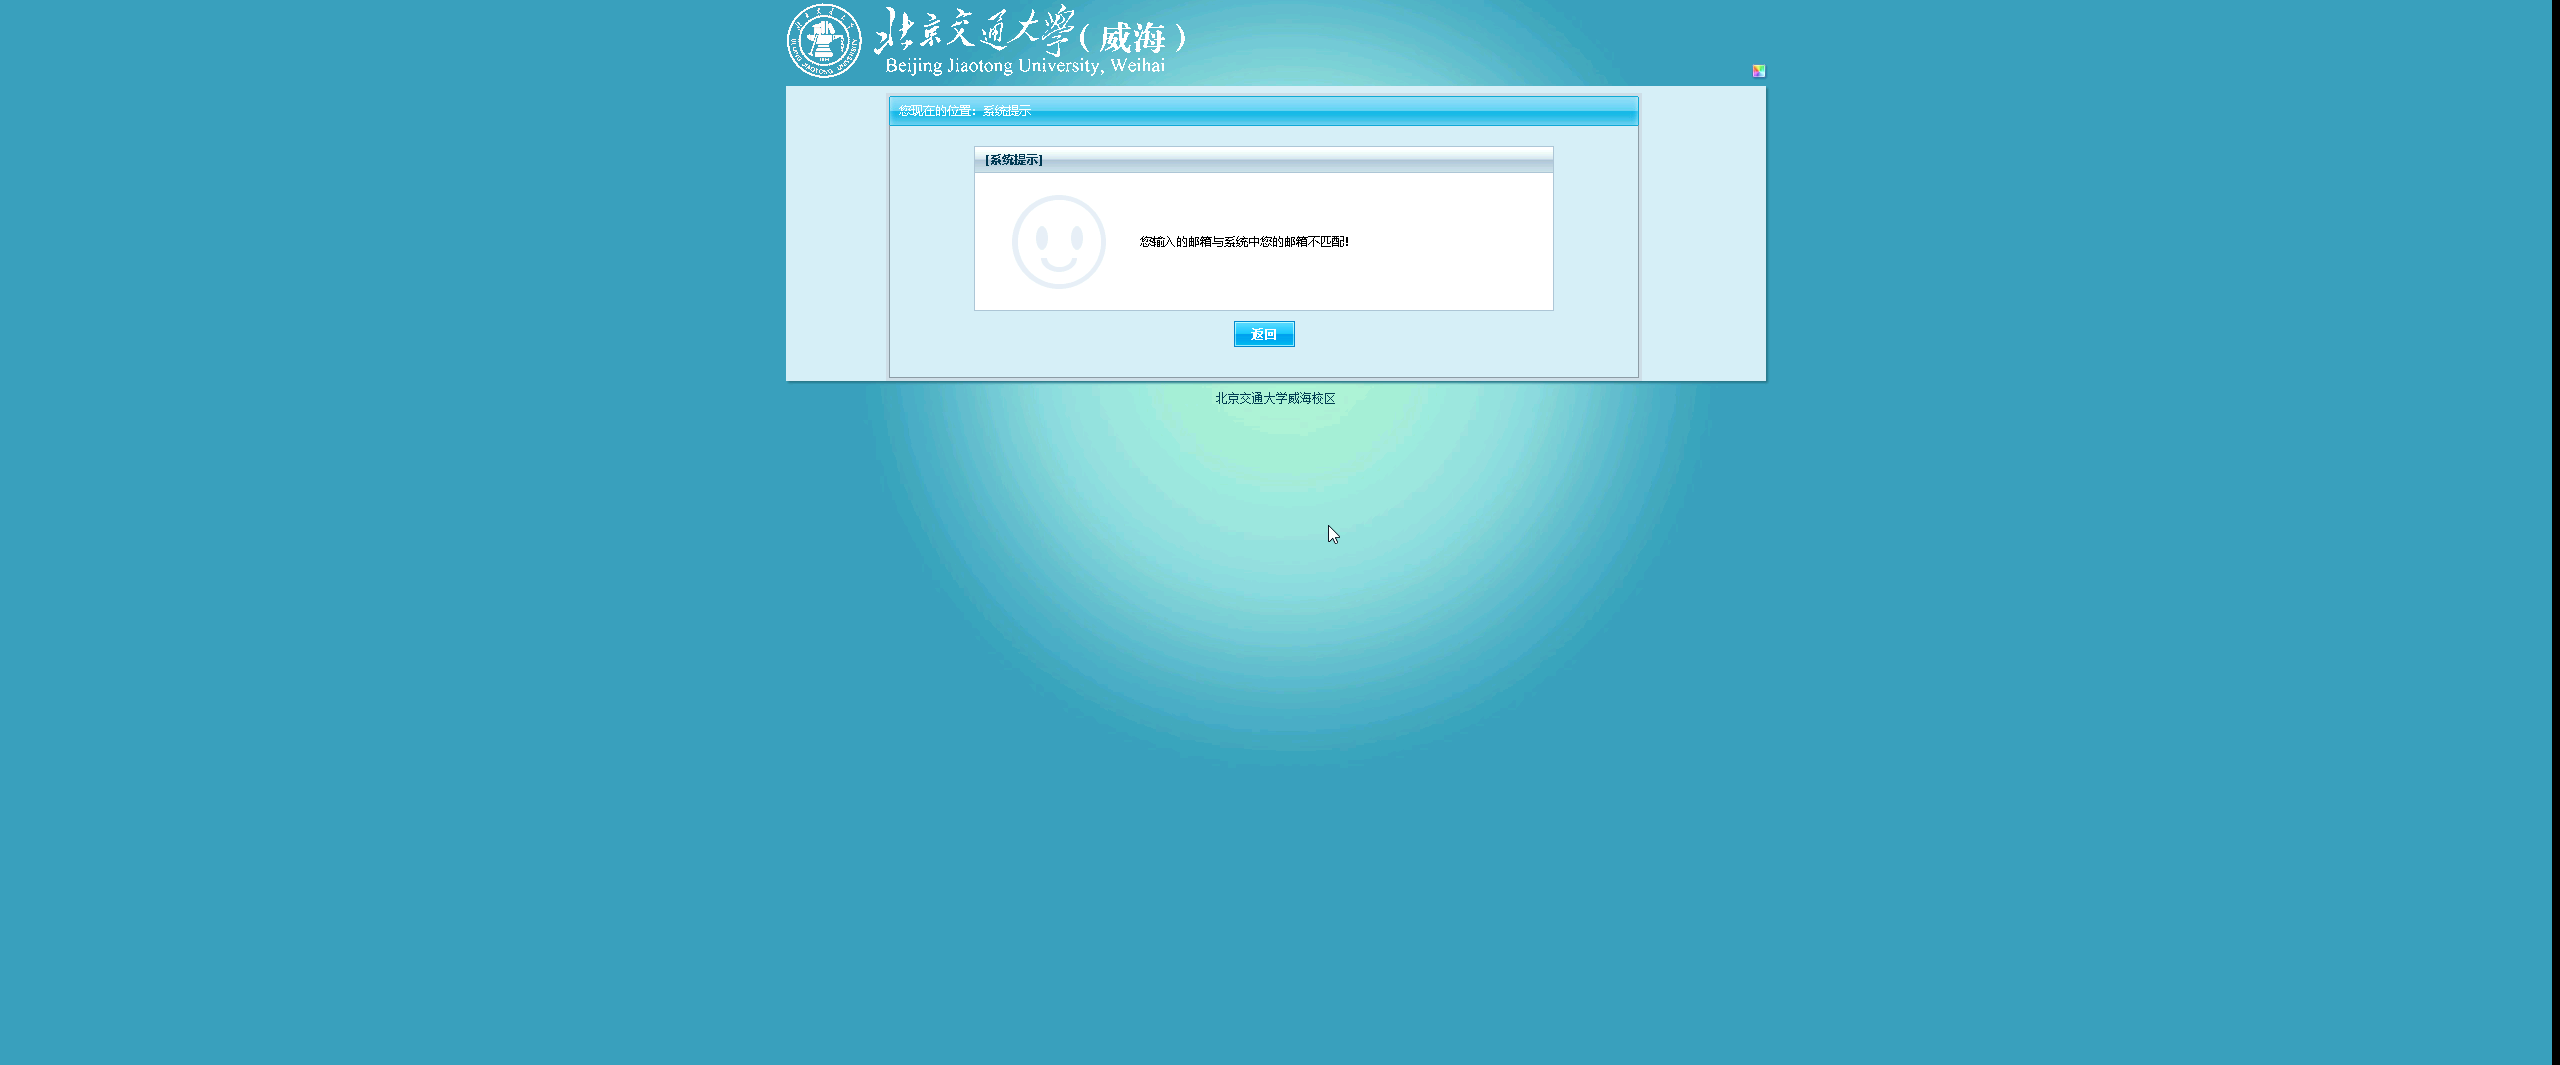 北京交通大學(威海)
Beijing Jiaotong University, Weihai
您现在的位置：系统提示
[系统提示]
您输入的邮箱与系统中您的邮箱不匹配!
返回
北京交通大学威海校区